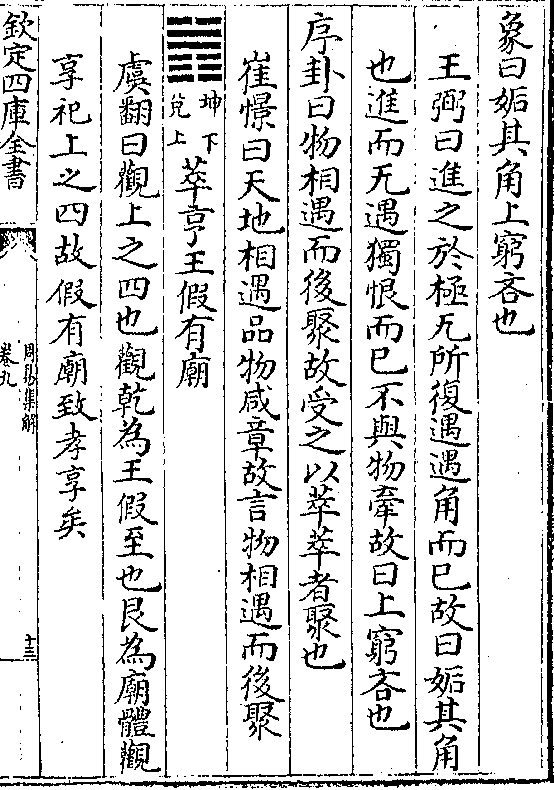 象曰姤其角上窮吝也
王弼曰進之於極无所復遇遇角而已故曰姤其角
也進而无遇獨恨而已不與物牽故曰上窮吝也
序卦曰物相遇而後聚故受之以萃萃者聚也
崔憬曰天地相遇品物咸章故言物相遇而後聚
坤下
兌上
萃亨王假有廟
虞翻曰觀上之四也觀乾為王假至也艮為廟體觀
享祀上之四故假有廟致孝享矣
欽定四庫全書
周易集解
卷九
十三